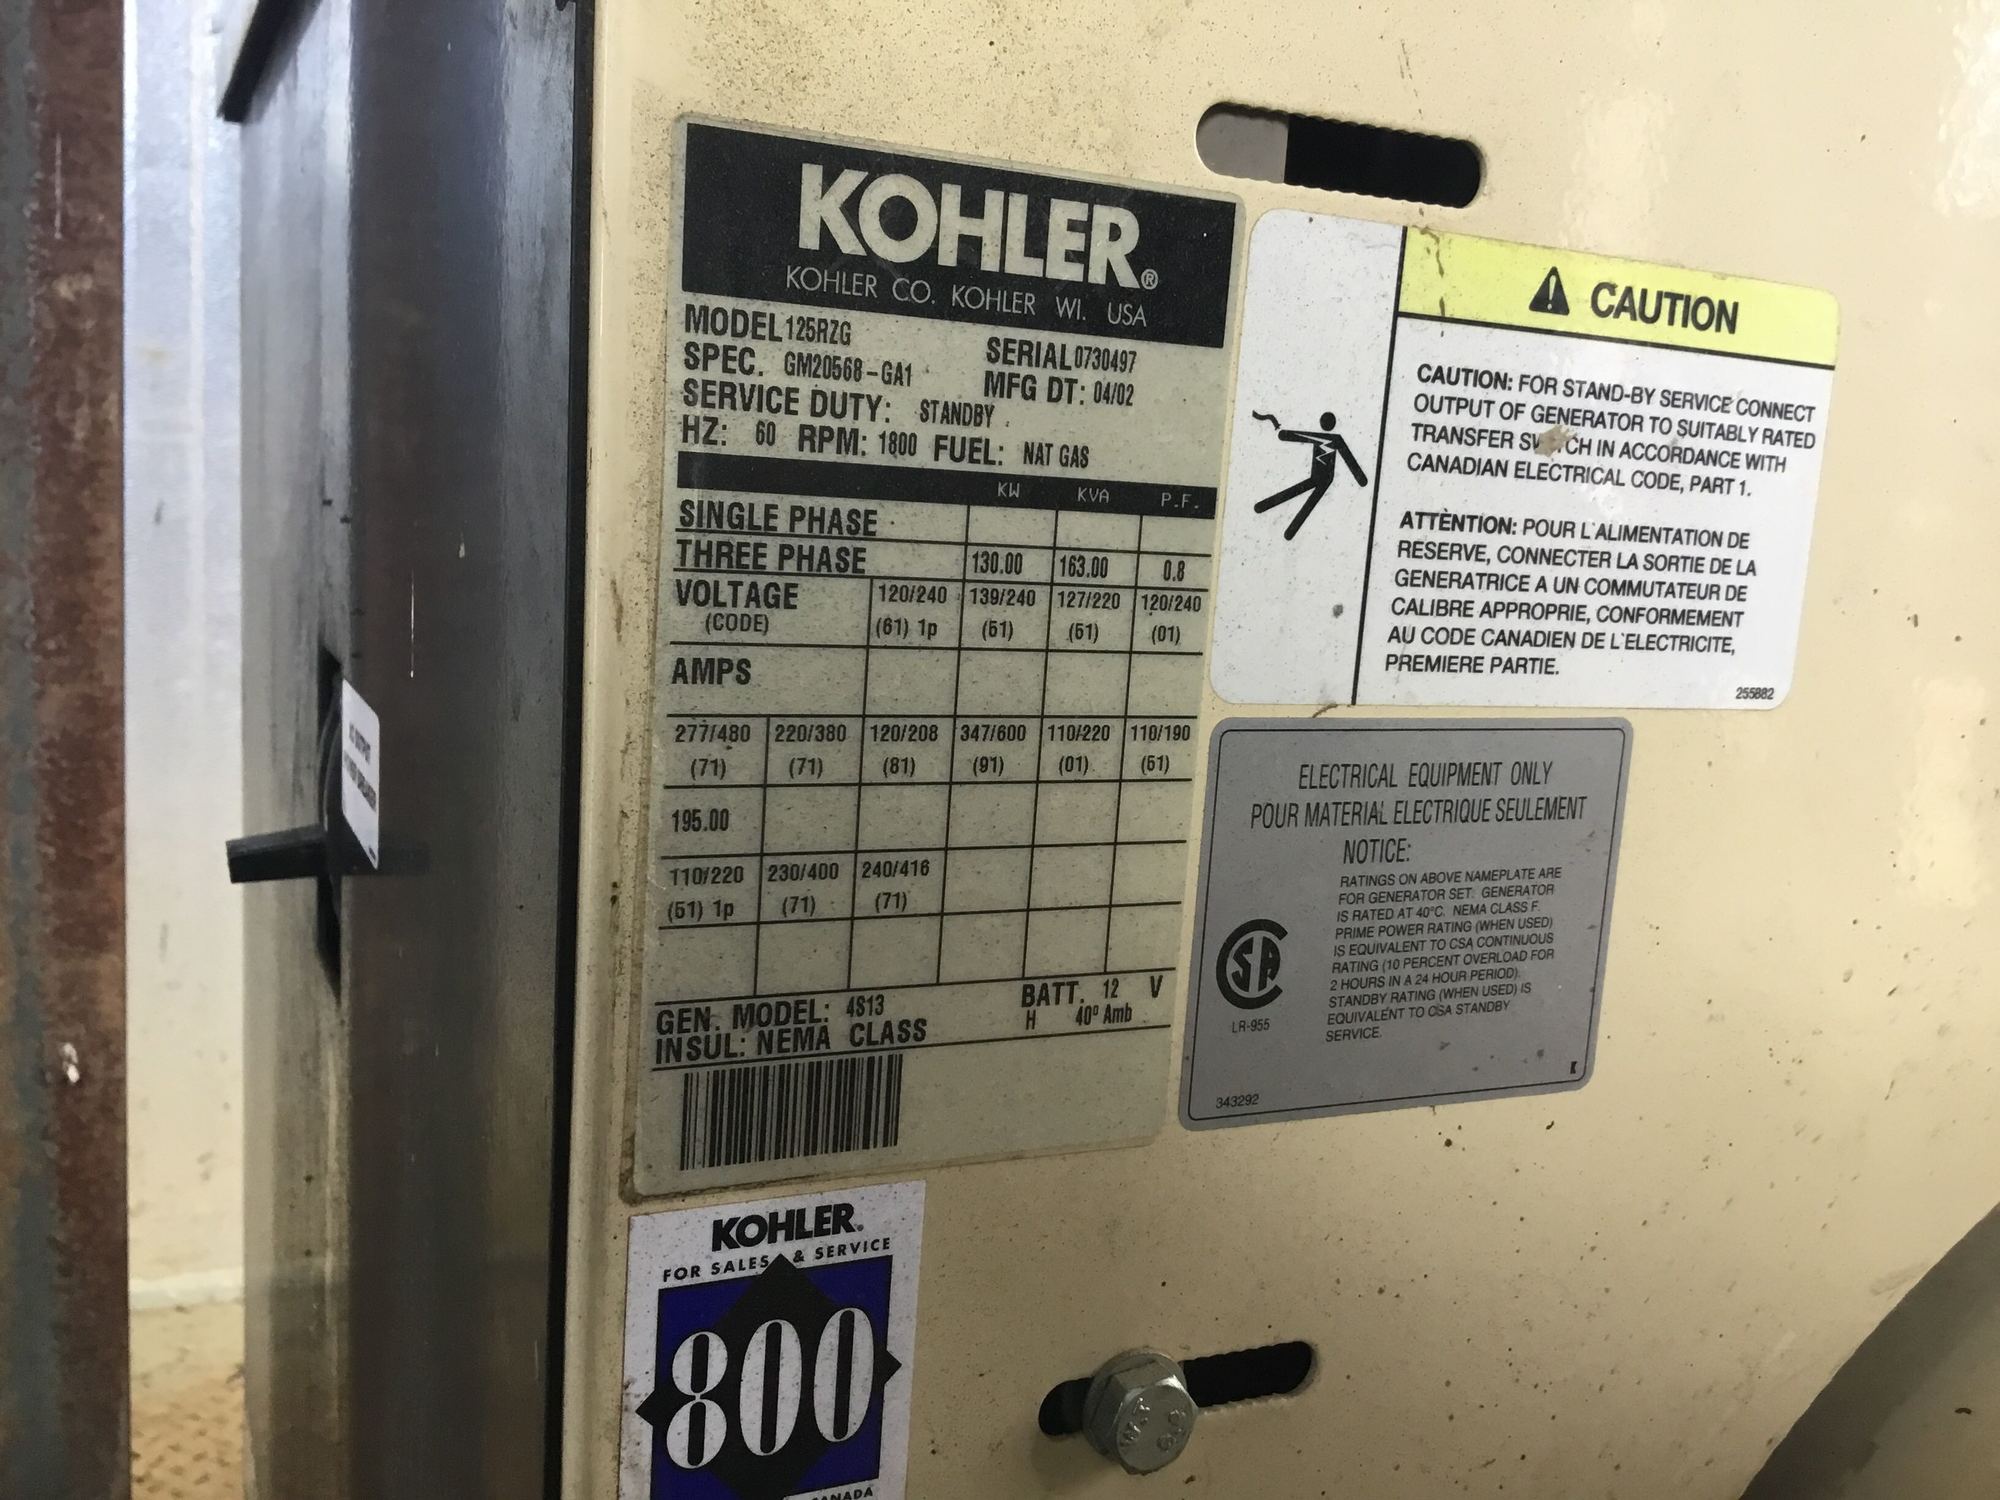 KOHLER®
KOHLER CO. KOHLER WI. USA
MODEL 125RZG
SERIAL 0730497
SPEC. GM20568-GA1
MFG DT: 04/02
SERVICE DUTY: STANDBY
HZ: 60 RPM: 1800 FUEL: NAT GAS
KW KVA P.F.
SINGLE PHASE
THREE PHASE 130.00 163.00 0.8
VOLTAGE 120/240 139/240 127/220 120/240
(CODE) (61) 1p (51) (61) (01)
AMPS
277/480 220/380 120/208 347/600 110/220 110/190
(71) (71) (81) (91) (01) (61)
195.00
110/220 230/400 240/416
(61) 1p (71) (71)
GEN. MODEL: 4S13 BATT. 12 V
INSUL: NEMA CLASS H 40º Amb
CAUTION
CAUTION: FOR STAND-BY SERVICE CONNECT
OUTPUT OF GENERATOR TO SUITABLY RATED
TRANSFER SW CH IN ACCORDANCE WITH
CANADIAN ELECTRICAL CODE, PART 1.
ATTENTION: POUR L'ALIMENTATION DE
RESERVE, CONNECTER LA SORTIE DE LA
GENERATRICE A UN COMMUTATEUR DE
CALIBRE APPROPRIE, CONFORMEMENT
AU CODE CANADIEN DE L'ELECTRICITE,
PREMIERE PARTIE.
255882
ELECTRICAL EQUIPMENT ONLY
POUR MATERIAL ELECTRIQUE SEULEMENT
NOTICE:
RATINGS ON ABOVE NAMEPLATE ARE
FOR GENERATOR SET. GENERATOR
IS RATED AT 40°C. NEMA CLASS F.
PRIME POWER RATING (WHEN USED)
IS EQUIVALENT TO CSA CONTINUOUS
RATING (10 PERCENT OVERLOAD FOR
2 HOURS IN A 24 HOUR PERIOD).
STANDBY RATING (WHEN USED) IS
EQUIVALENT TO CSA STANDBY
SERVICE.
LR-955
K
343292
KOHLER.
FOR SALES & SERVICE
800
CANADA